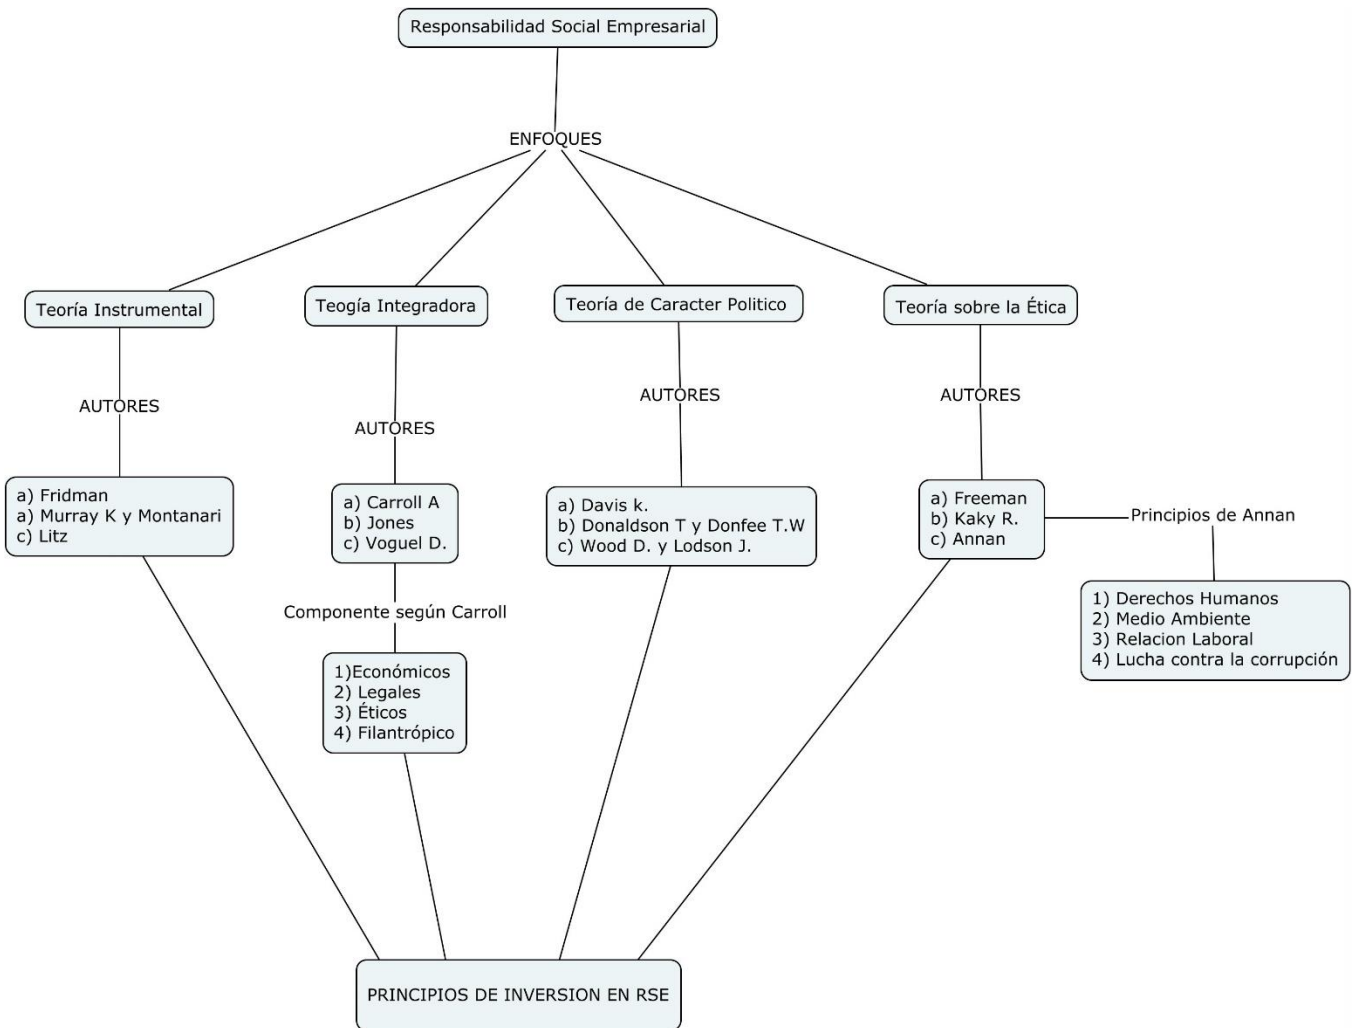 Responsabilidad Social Empresarial
ENFOQUES
Teoría Instrumental
Teogía Integradora
Teoría de Caracter Politico
Teoría sobre la Ética
AUTORES
AUTORES
AUTORES
AUTORES
a) Fridman
a) Murray K y Montanari
c) Litz
a) Carroll A
b) Jones
c) Voguel D.
a) Davis k.
b) Donaldson T y Donfee T.W
c) Wood D. y Lodson J.
a) Freeman
b) Kaky R.
c) Annan
Principios de Annan
1) Derechos Humanos
2) Medio Ambiente
3) Relacion Laboral
4) Lucha contra la corrupción
Componente según Carroll
1)Económicos
2) Legales
3) Éticos
4) Filantrópico
PRINCIPIOS DE INVERSION EN RSE